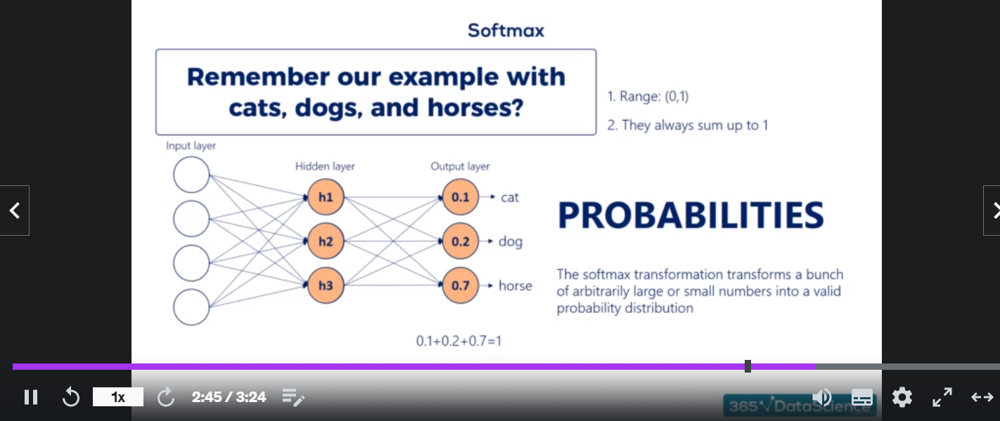 Softmax
Remember our example with
cats, dogs, and horses?
1. Range: (0,1)
2. They always sum up to 1
Input layer
Hidden layer
Output layer
h1
0.1
cat
h2
0.2
dog
h3
0.7
horse
PROBABILITIES
The softmax transformation transforms a bunch
of arbitrarily large or small numbers into a valid
probability distribution
0.1+0.2+0.7=1
1x
2:45 / 3:24
365 DataScience